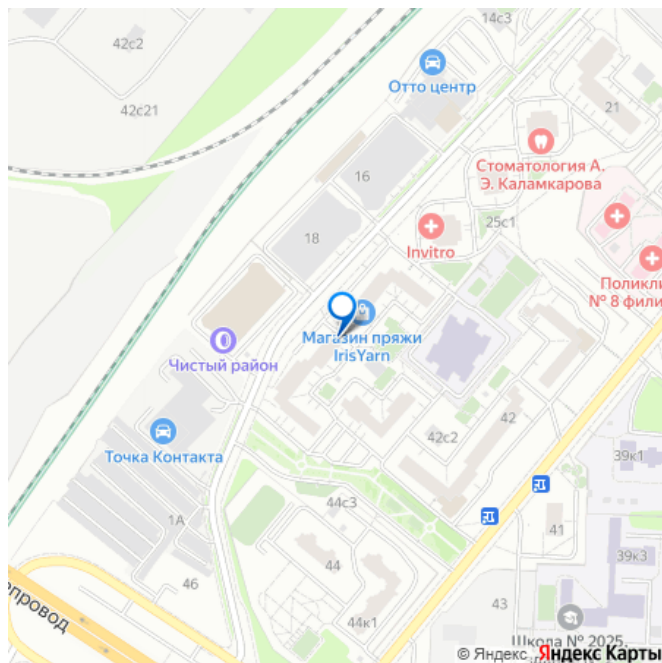 14с3
42с2
Отто центр
42с21
21
Стоматология А.
Э. Каламкарова
16
25с1
18
Invitro
Поликли
№ 8 фили
Магазин пряжи
IrisYarn
Чистый район
42
42с2
Точка Контакта
39к1
44с3
1А
41
39к3
44
46
43
епровод
44к1
Школа № 2025,
© Яндекс Яндекс Карты